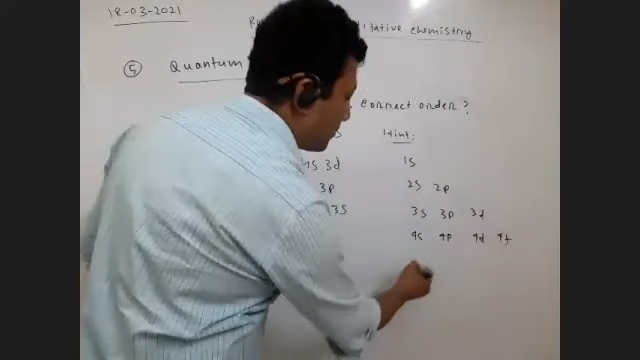 18-03-2021
titative chemistry
⑤ Quantum
correct order?
Hint:
4s 3d
1s
3p
2s 2p
3s
3s 3p 3d
4s 4p 4d 4f